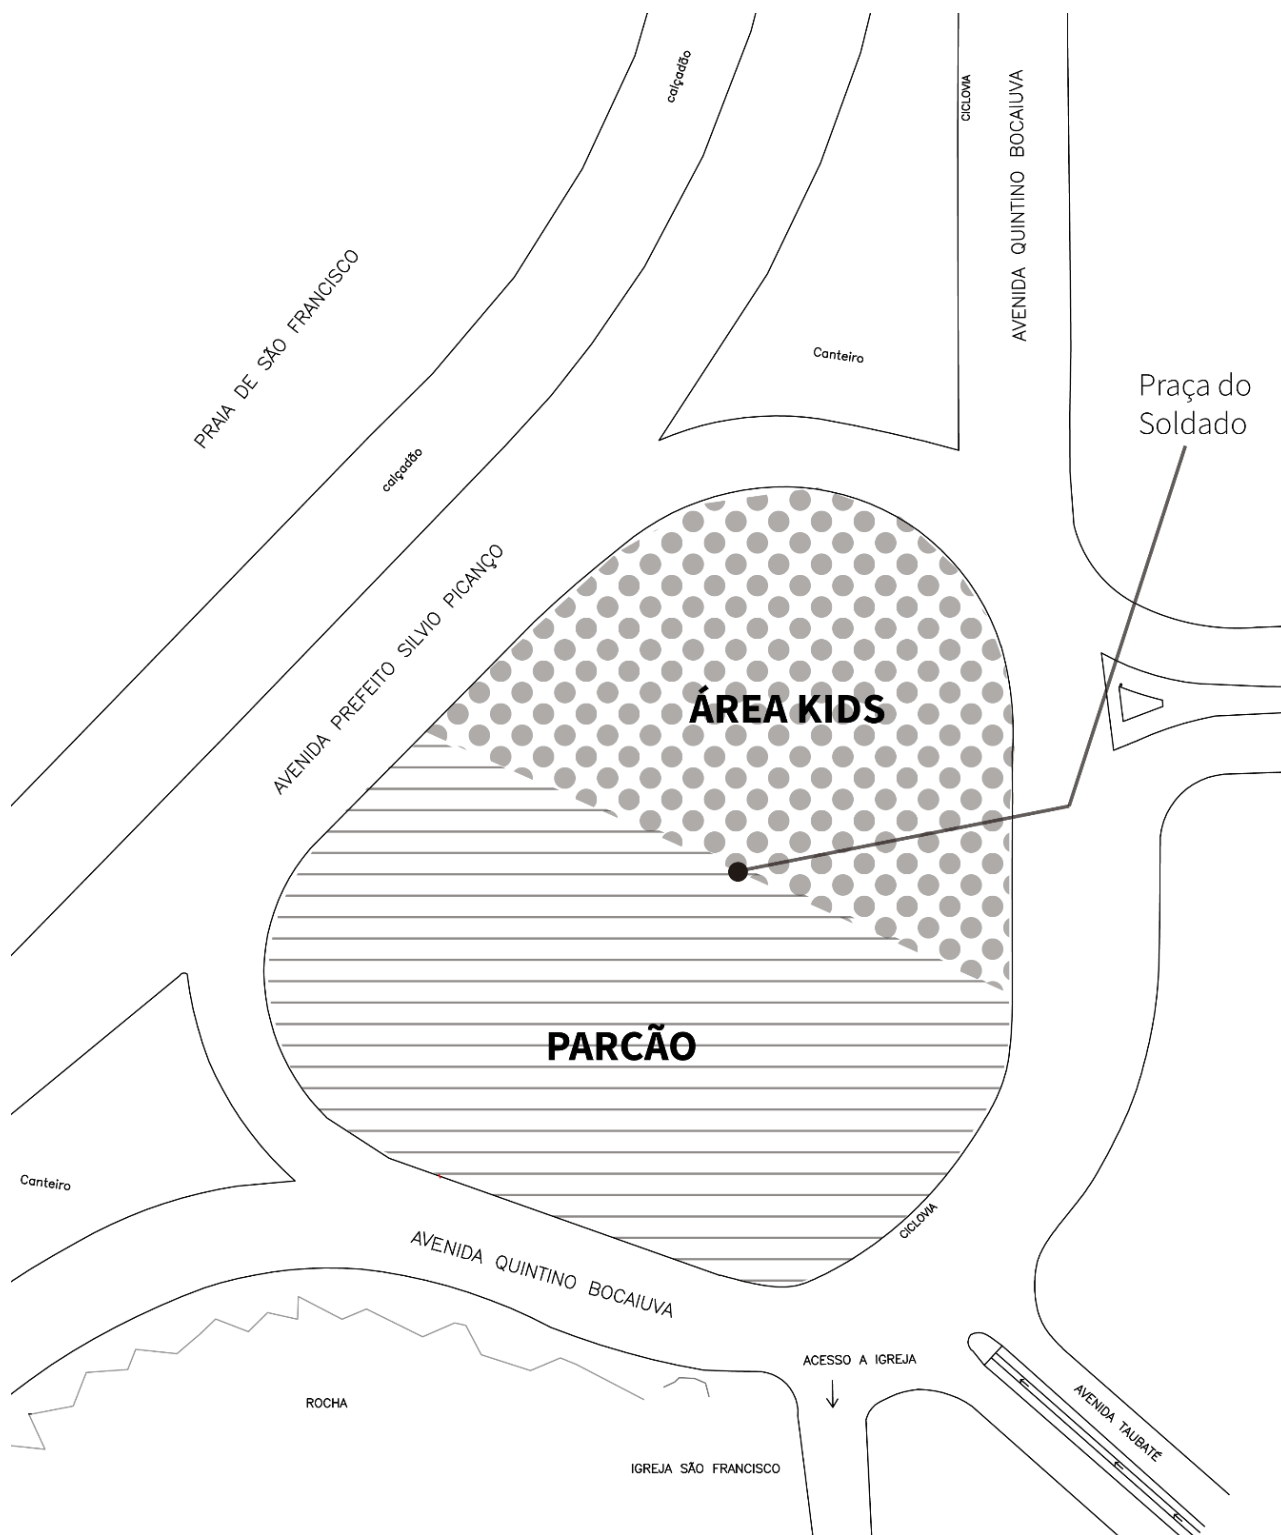 calçadão
CICLOVIA
AVENIDA QUINTINO BOCAIUVA
PRAIA DE SÃO FRANCISCO
Canteiro
Praça do
Soldado
calçadão
AVENIDA PREFEITO SILVIO PICANÇO
ÁREA KIDS
PARCÃO
Canteiro
CICLOVIA
AVENIDA QUINTINO BOCAIUVA
ACESSO A IGREJA
ROCHA
AVENIDA TAUBATÉ
IGREJA SÃO FRANCISCO